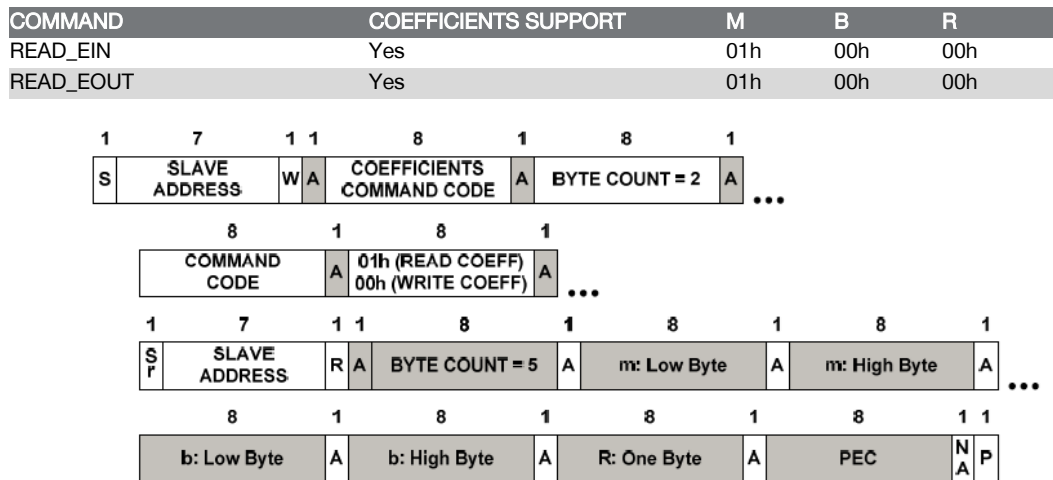 COMMAND COEFFICIENTS SUPPORT M B R
READ_EIN Yes 01h 00h 00h
READ_EOUT Yes 01h 00h 00h
1 7 1 1 8 1 8 1
S SLAVE ADDRESS W A COEFFICIENTS COMMAND CODE A BYTE COUNT = 2 A ...
8 1 8 1
COMMAND CODE A 01h (READ COEFF) 00h (WRITE COEFF) A ...
1 7 1 1 8 1 8 1 8 1
Sr SLAVE ADDRESS R A BYTE COUNT = 5 A m: Low Byte A m: High Byte A ...
8 1 8 1 8 1 8 1 1
b: Low Byte A b: High Byte A R: One Byte A PEC NA P